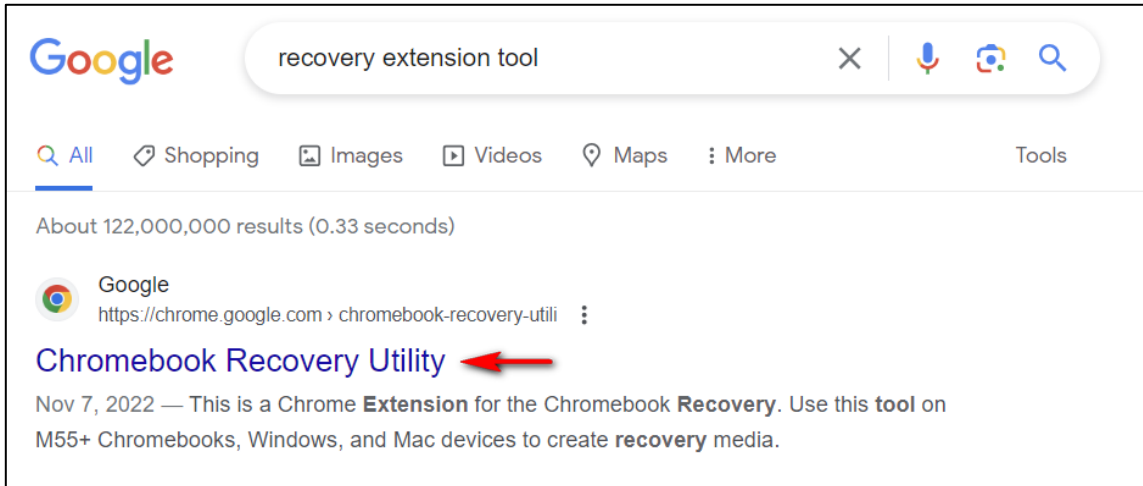 Google
recovery extension tool
All Shopping Images Videos Maps More Tools
About 122,000,000 results (0.33 seconds)
Google
https://chrome.google.com › chromebook-recovery-utili
Chromebook Recovery Utility
Nov 7, 2022 — This is a Chrome Extension for the Chromebook Recovery. Use this tool on
M55+ Chromebooks, Windows, and Mac devices to create recovery media.